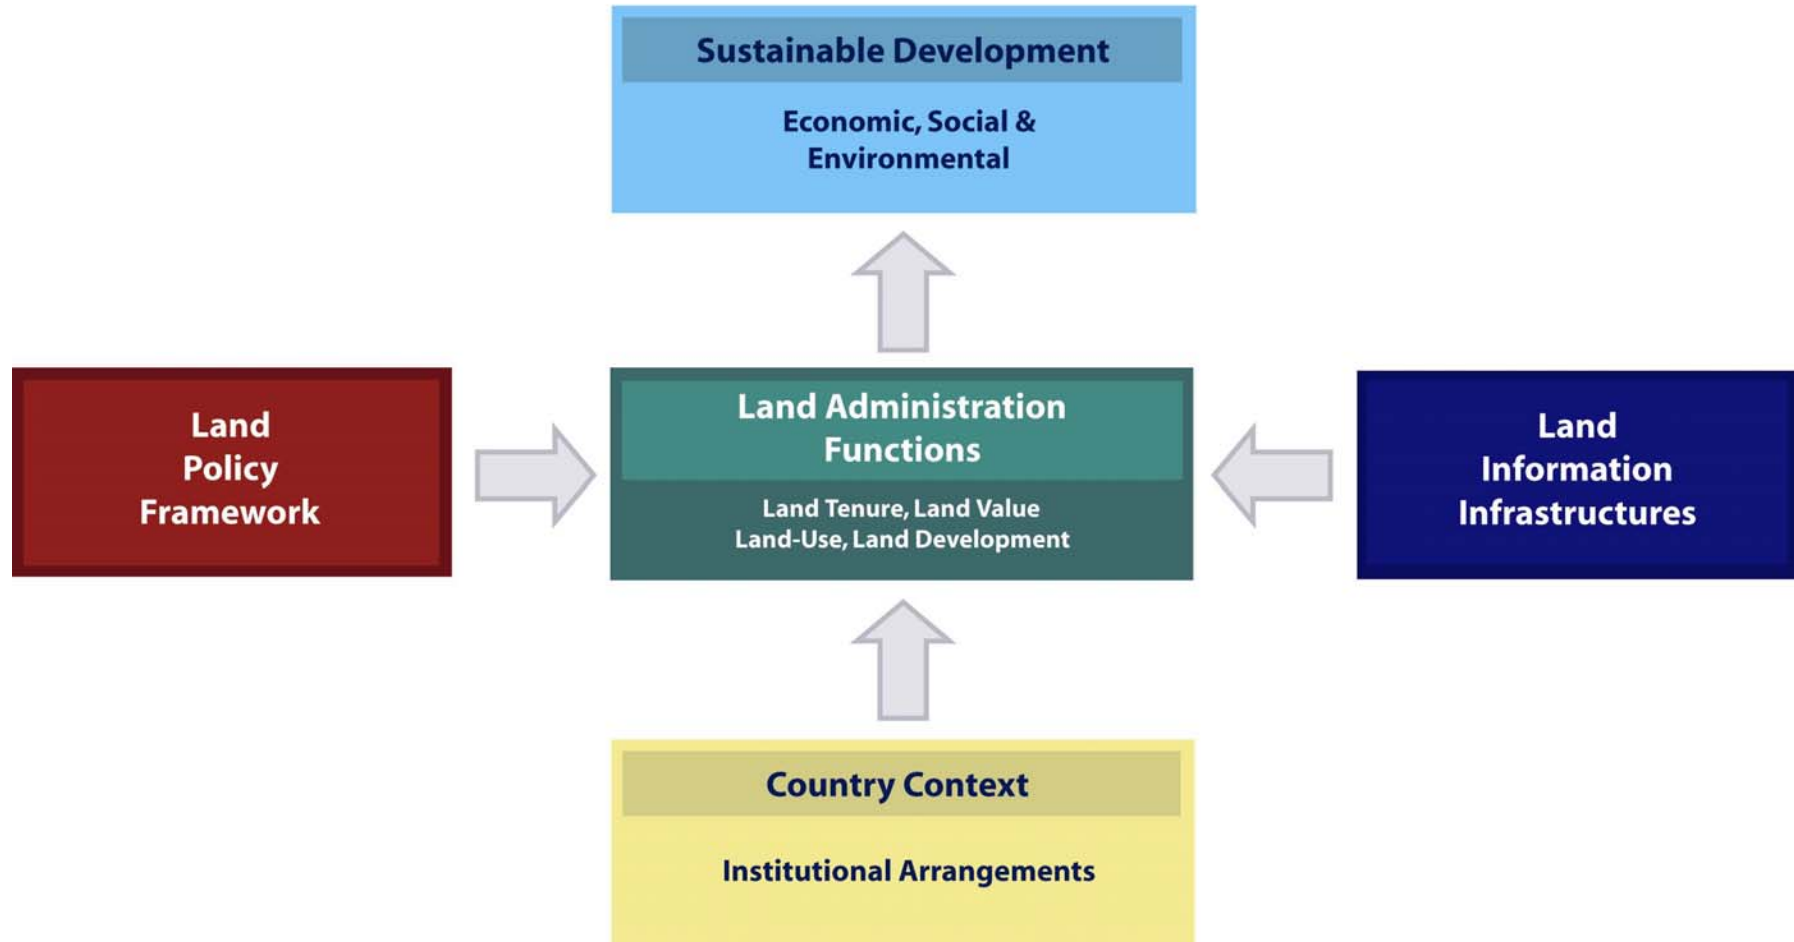 Sustainable Development
Economic, Social &
Environmental
Land
Policy
Framework
Land Administration
Functions
Land Tenure, Land Value
Land-Use, Land Development
Land
Information
Infrastructures
Country Context
Institutional Arrangements